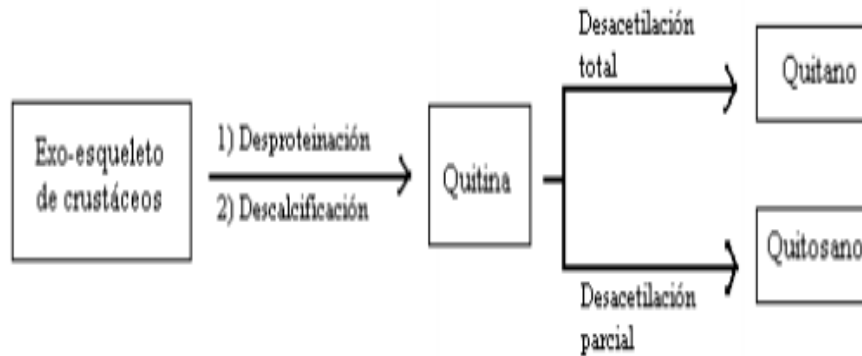 Exo-esqueleto
de crustáceos
1) Desproteinación
2) Descalcificación
Quitina
Desacetilación
total
Quitano
Quitosano
Desacetilación
parcial